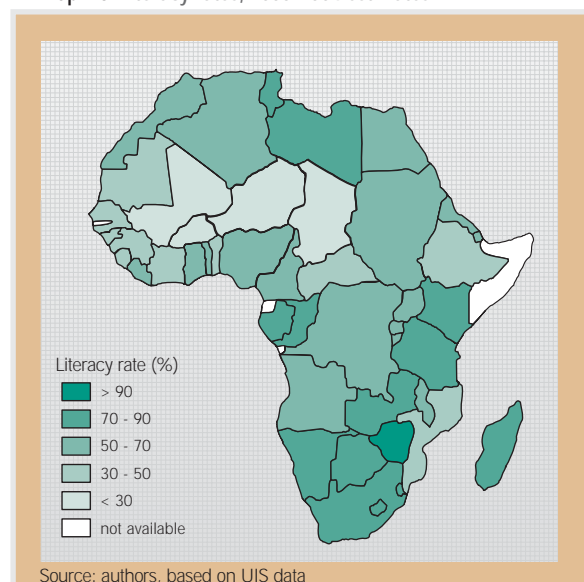 Literacy rate (%)
> 90
70 - 90
50 - 70
30 - 50
< 30
not available
Source: authors, based on UIS data